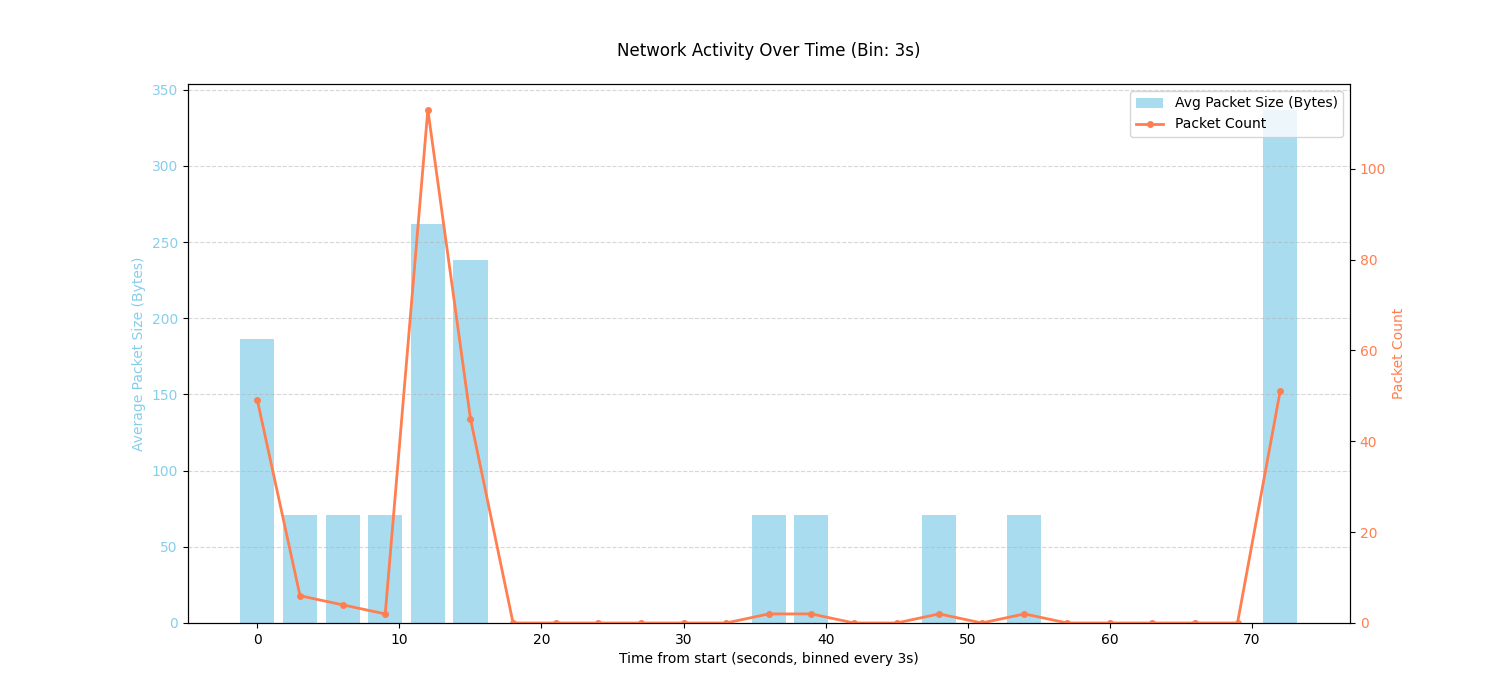 Network Activity Over Time (Bin: 3s)
Avg Packet Size (Bytes)
Packet Count
350
300
250
200
150
100
50
0
Average Packet Size (Bytes)
100
80
60
40
20
0
Packet Count
0 10 20 30 40 50 60 70
Time from start (seconds, binned every 3s)